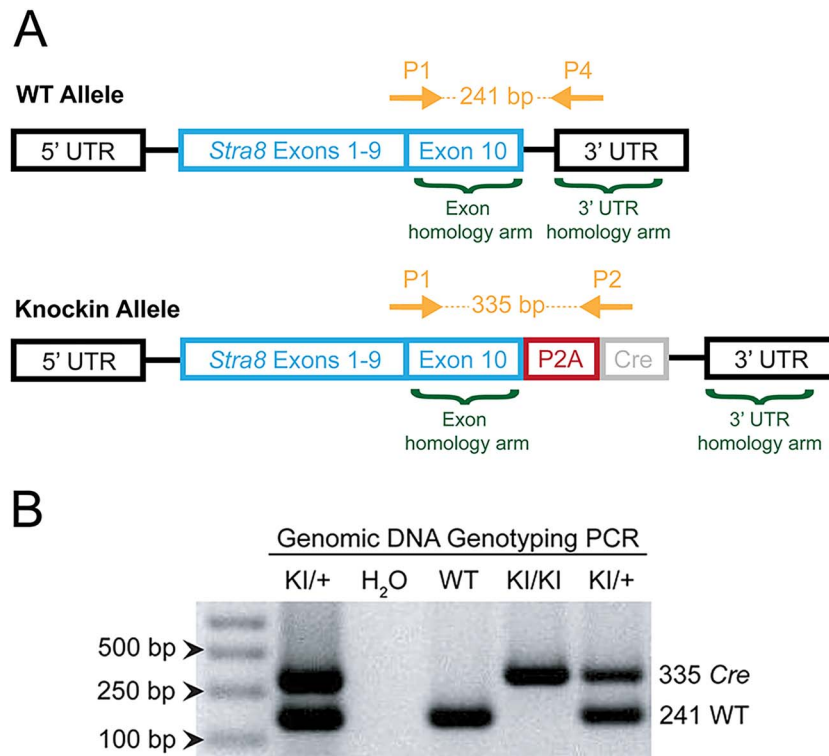 A
WT Allele
P1 P4
241 bp
5' UTR Stra8 Exons 1-9 Exon 10 3' UTR
Exon homology arm
3' UTR homology arm
Knockin Allele
P1 P2
335 bp
5' UTR Stra8 Exons 1-9 Exon 10 P2A Cre 3' UTR
Exon homology arm
3' UTR homology arm
B
Genomic DNA Genotyping PCR
KI/+ H₂O WT KI/KI KI/+
500 bp
250 bp
100 bp
335 Cre
241 WT